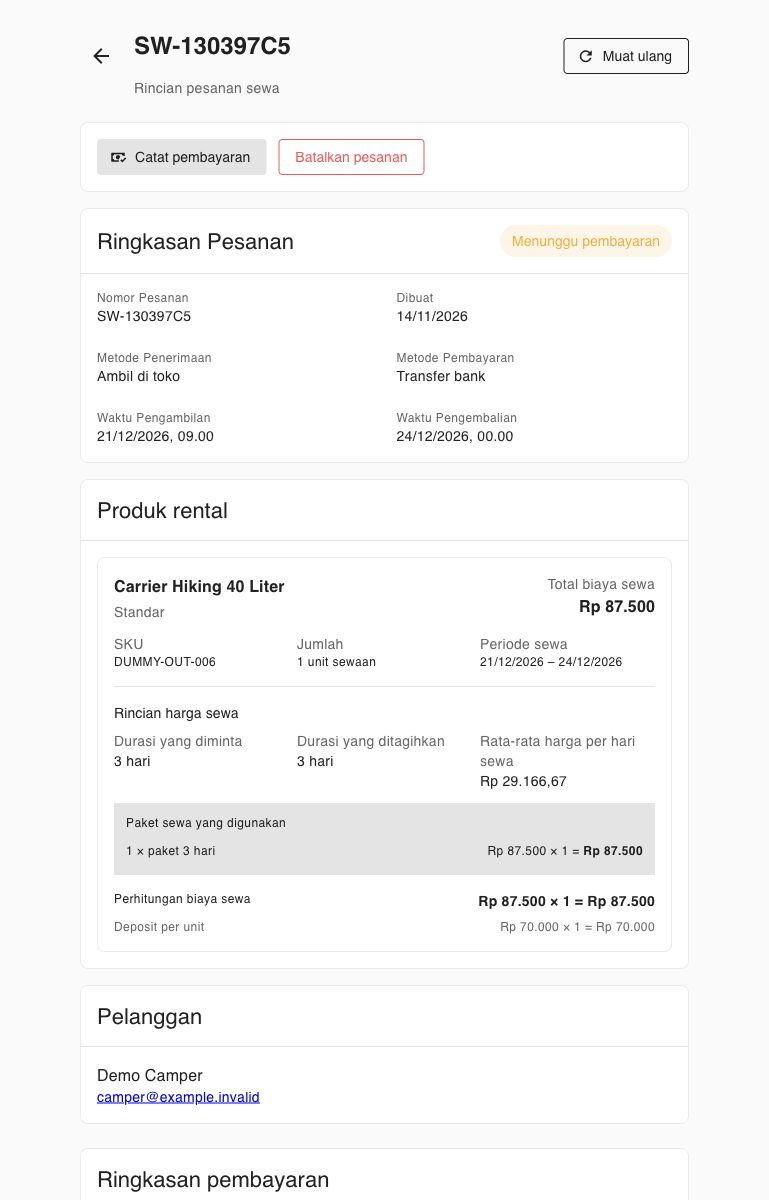 SW-130397C5
Muat ulang
Rincian pesanan sewa
Catat pembayaran
Batalkan pesanan
Ringkasan Pesanan
Menunggu pembayaran
Nomor Pesanan
SW-130397C5
Dibuat
14/11/2026
Metode Penerimaan
Ambil di toko
Metode Pembayaran
Transfer bank
Waktu Pengambilan
21/12/2026, 09.00
Waktu Pengembalian
24/12/2026, 00.00
Produk rental
Carrier Hiking 40 Liter
Standar
Total biaya sewa
Rp 87.500
SKU
DUMMY-OUT-006
Jumlah
1 unit sewaan
Periode sewa
21/12/2026 – 24/12/2026
Rincian harga sewa
Durasi yang diminta
3 hari
Durasi yang ditagihkan
3 hari
Rata-rata harga per hari
sewa
Rp 29.166,67
Paket sewa yang digunakan
1 × paket 3 hari
Rp 87.500 × 1 = Rp 87.500
Perhitungan biaya sewa
Rp 87.500 × 1 = Rp 87.500
Deposit per unit
Rp 70.000 × 1 = Rp 70.000
Pelanggan
Demo Camper
camper@example.invalid
Ringkasan pembayaran